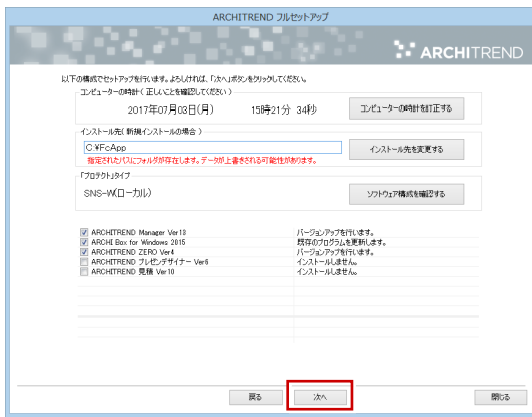 ARCHITREND フルセットアップ
ARCHITREND
以下の構成でセットアップを行います。よろしければ、「次へ」ボタンをクリックしてください。
コンピューターの時計（ 正しいことを確認してください ）
2017年07月03日(月) 15時21分 34秒 コンピューターの時計を訂正する
インストール先（ 新規インストールの場合 ）
C:¥FcApp インストール先を変更する
指定されたパスにフォルダが存在します。データが上書きされる可能性があります。
「プロテクト」タイプ
SNS-W(ローカル) ソフトウェア構成を確認する
ARCHITREND Manager Ver13 バージョンアップを行います。
ARCHI Box for Windows 2015 既存のプログラムを更新します。
ARCHITREND ZERO Ver4 バージョンアップを行います。
ARCHITREND プレゼンデザイナー Ver6 インストールしません。
ARCHITREND 見積 Ver10 インストールしません。
戻る 次へ 閉じる